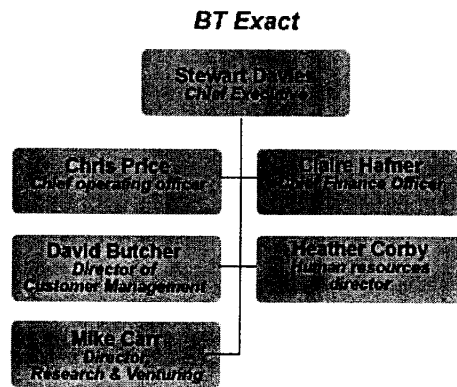 BT Exact
Stewart Davies
Chief Executive
Chris Price
Chief operating officer
Claire Hafner
Chief Finance Officer
David Butcher
Director of
Customer Management
Heather Corby
Human resources
director
Mike Carr
Director,
Research & Venturing